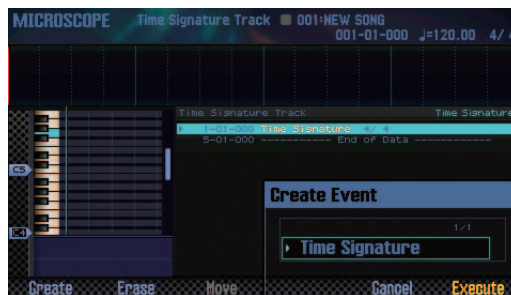 MICROSCOPE Time Signature Track 001:NEW SONG
001-01-000 ♩=120.00 4/ 4
Time Signature Track Time Signature
1-01-000 Time Signature 4/ 4
5-01-000 ----------- End of Data -----------
C5
Create Event
1/1
C4
Time Signature
Create Erase Move Cancel Execute